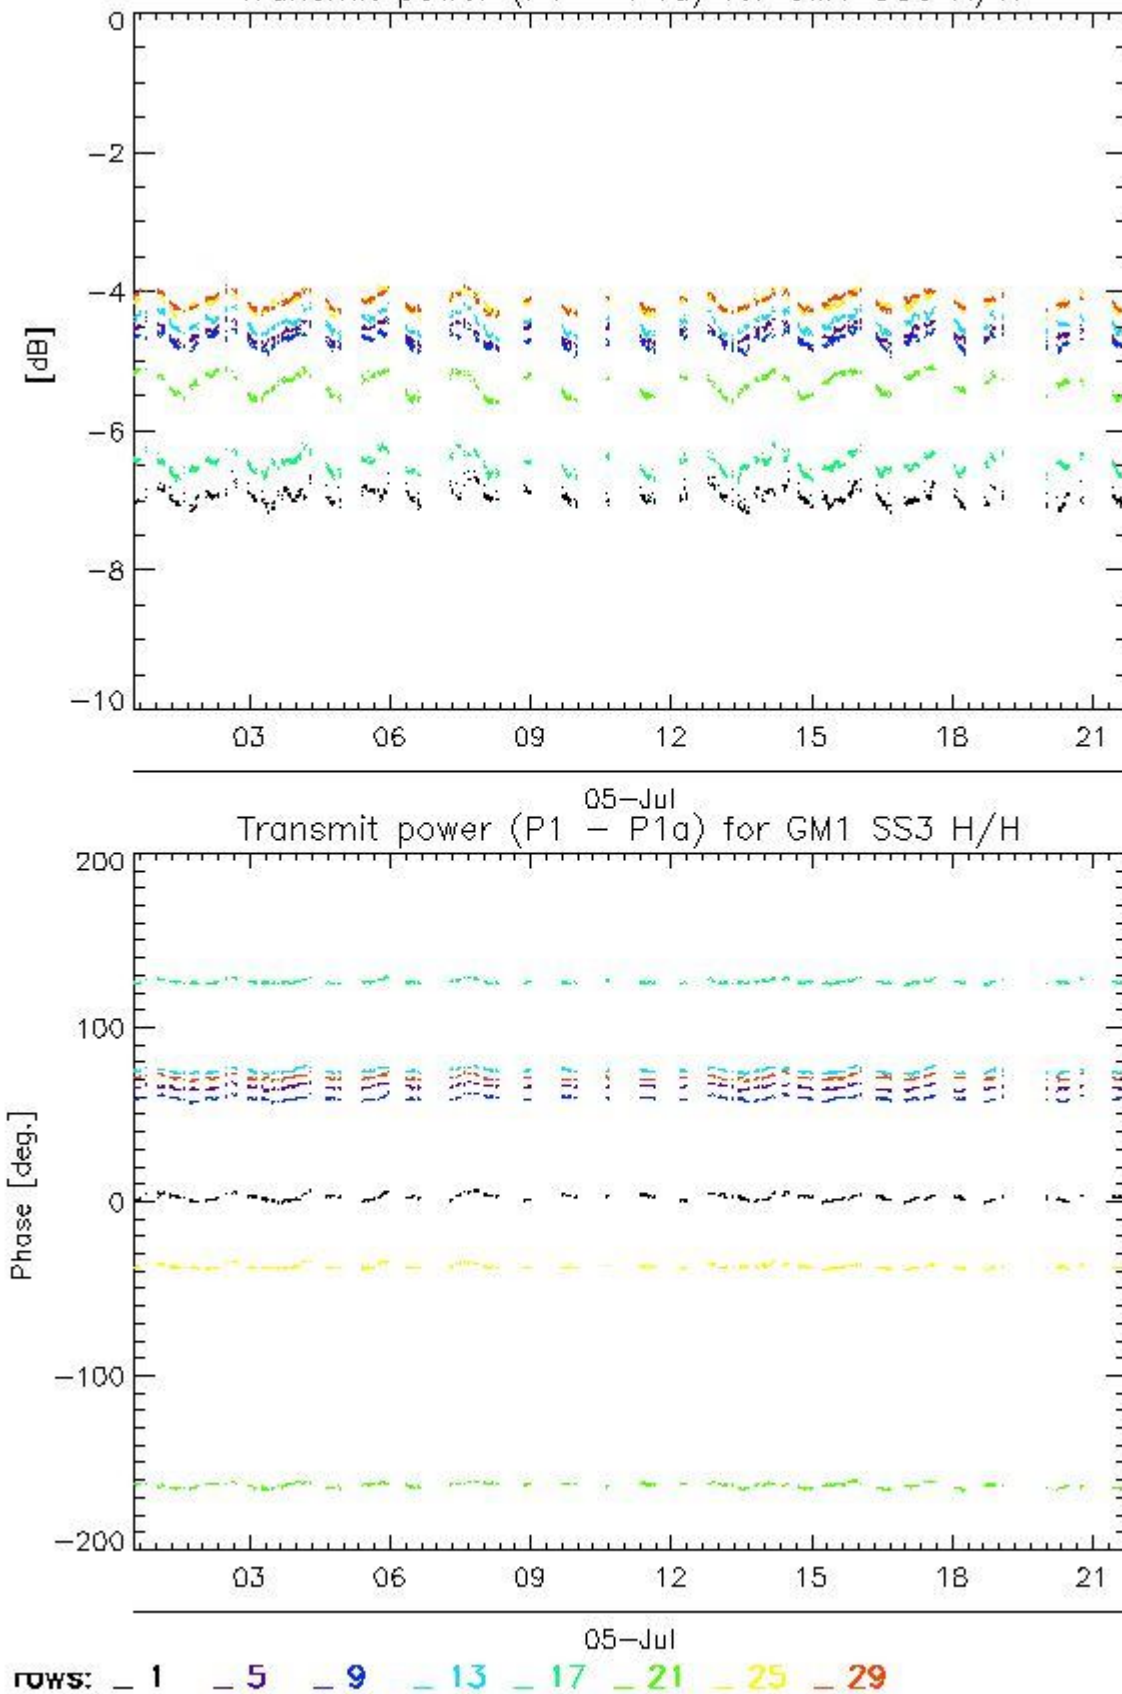 0
-2
-4
-6
-8
-10
[dB]
03 06 09 12 15 18 21
05-Jul
Transmit power (P1 - P1a) for GM1 SS3 H/H
200
100
0
-100
-200
Phase [deg.]
03 06 09 12 15 18 21
05-Jul
rows: _ 1 _ 5 _ 9 _ 13 _ 17 _ 21 _ 25 _ 29